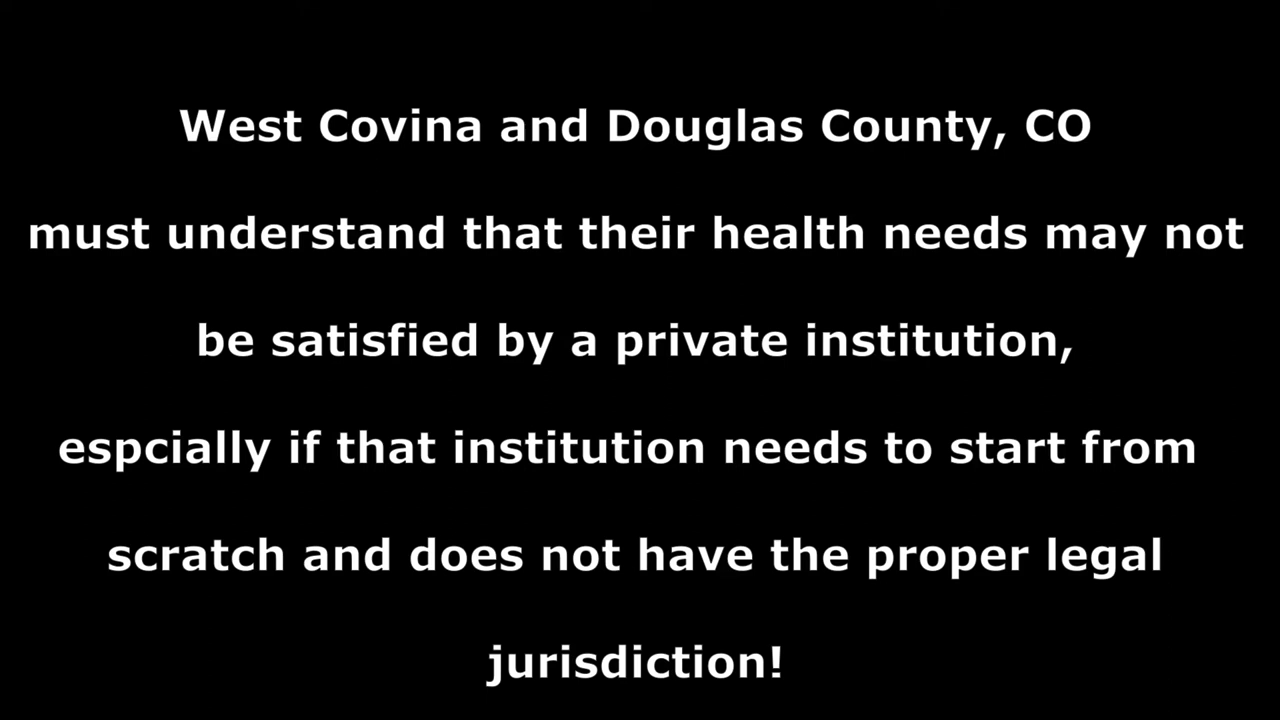 West Covina and Douglas County, CO
must understand that their health needs may not
be satisfied by a private institution,
espcially if that institution needs to start from
scratch and does not have the proper legal
jurisdiction!